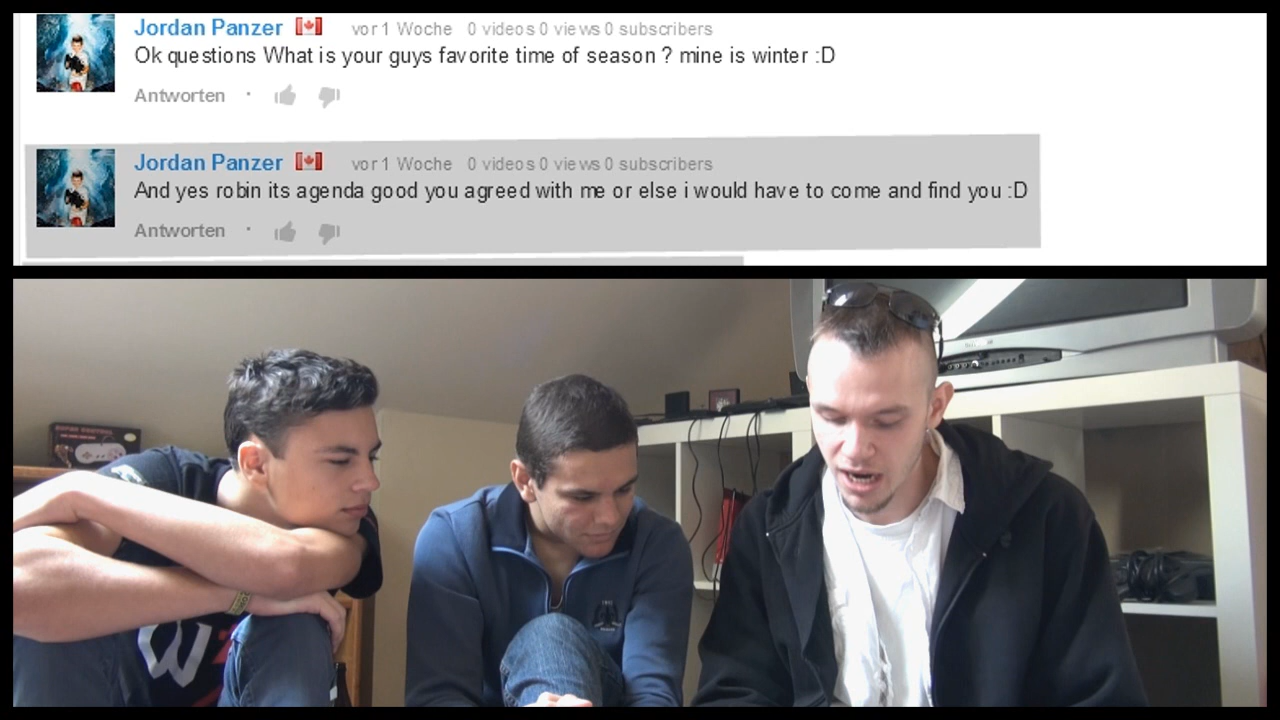 Jordan Panzer vor 1 Woche 0 videos 0 views 0 subscribers
Ok questions What is your guys favorite time of season ? mine is winter :D
Antworten ·
Jordan Panzer vor 1 Woche 0 videos 0 views 0 subscribers
And yes robin its agenda good you agreed with me or else i would have to come and find you :D
Antworten ·
W